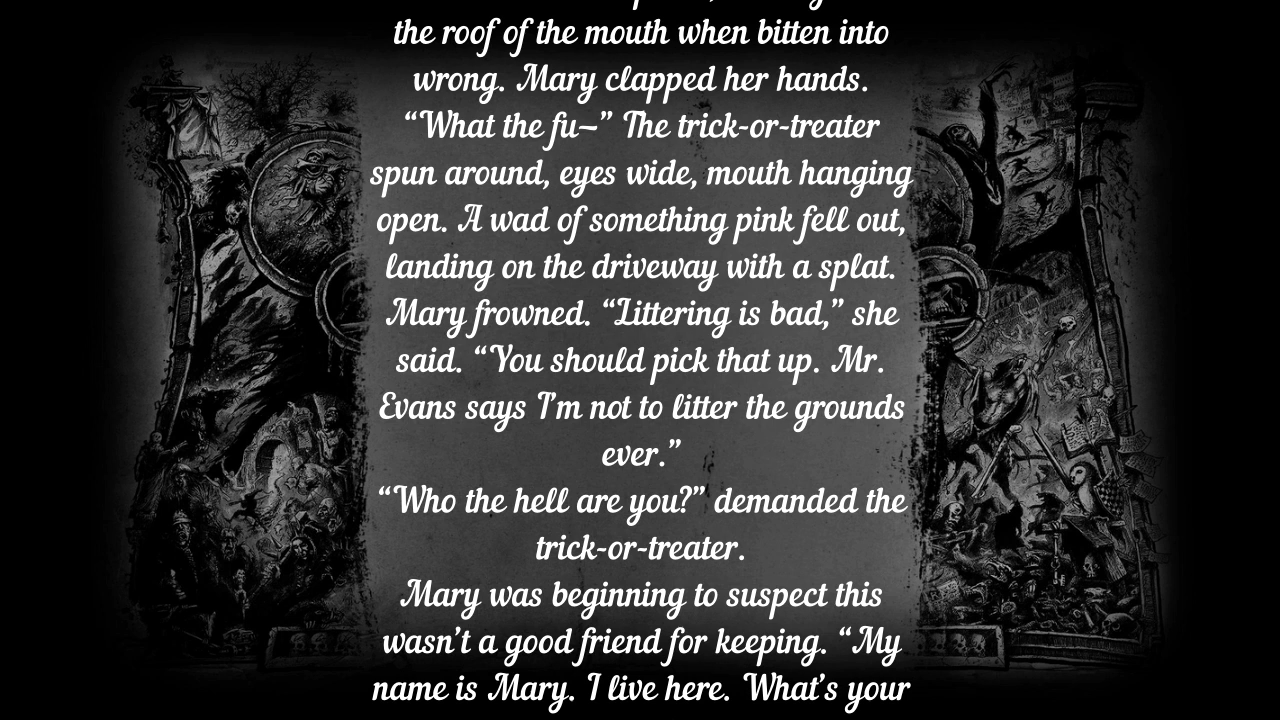 the roof of the mouth when bitten into
wrong. Mary clapped her hands.
“What the fu—” The trick-or-treater
spun around, eyes wide, mouth hanging
open. A wad of something pink fell out,
landing on the driveway with a splat.
Mary frowned. “Littering is bad,” she
said. “You should pick that up. Mr.
Evans says I’m not to litter the grounds
ever.”
“Who the hell are you?” demanded the
trick-or-treater.
Mary was beginning to suspect this
wasn’t a good friend for keeping. “My
name is Mary. I live here. What’s your